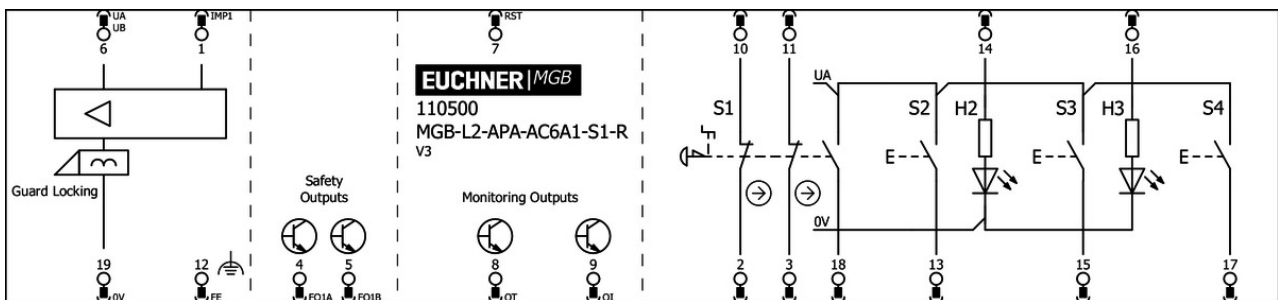 UA
UB
IMP1
RST
6
1
7
10
11
14
16
EUCHNER MGB
110500
MGB-L2-APA-AC6A1-S1-R
V3
UA
S1
S2
H2
S3
H3
S4
E
E
E
Guard Locking
Safety
Outputs
Monitoring Outputs
0V
19
12
4
5
8
9
2
3
18
13
15
17
0V
FE
FO1A
FO1B
OT
OI